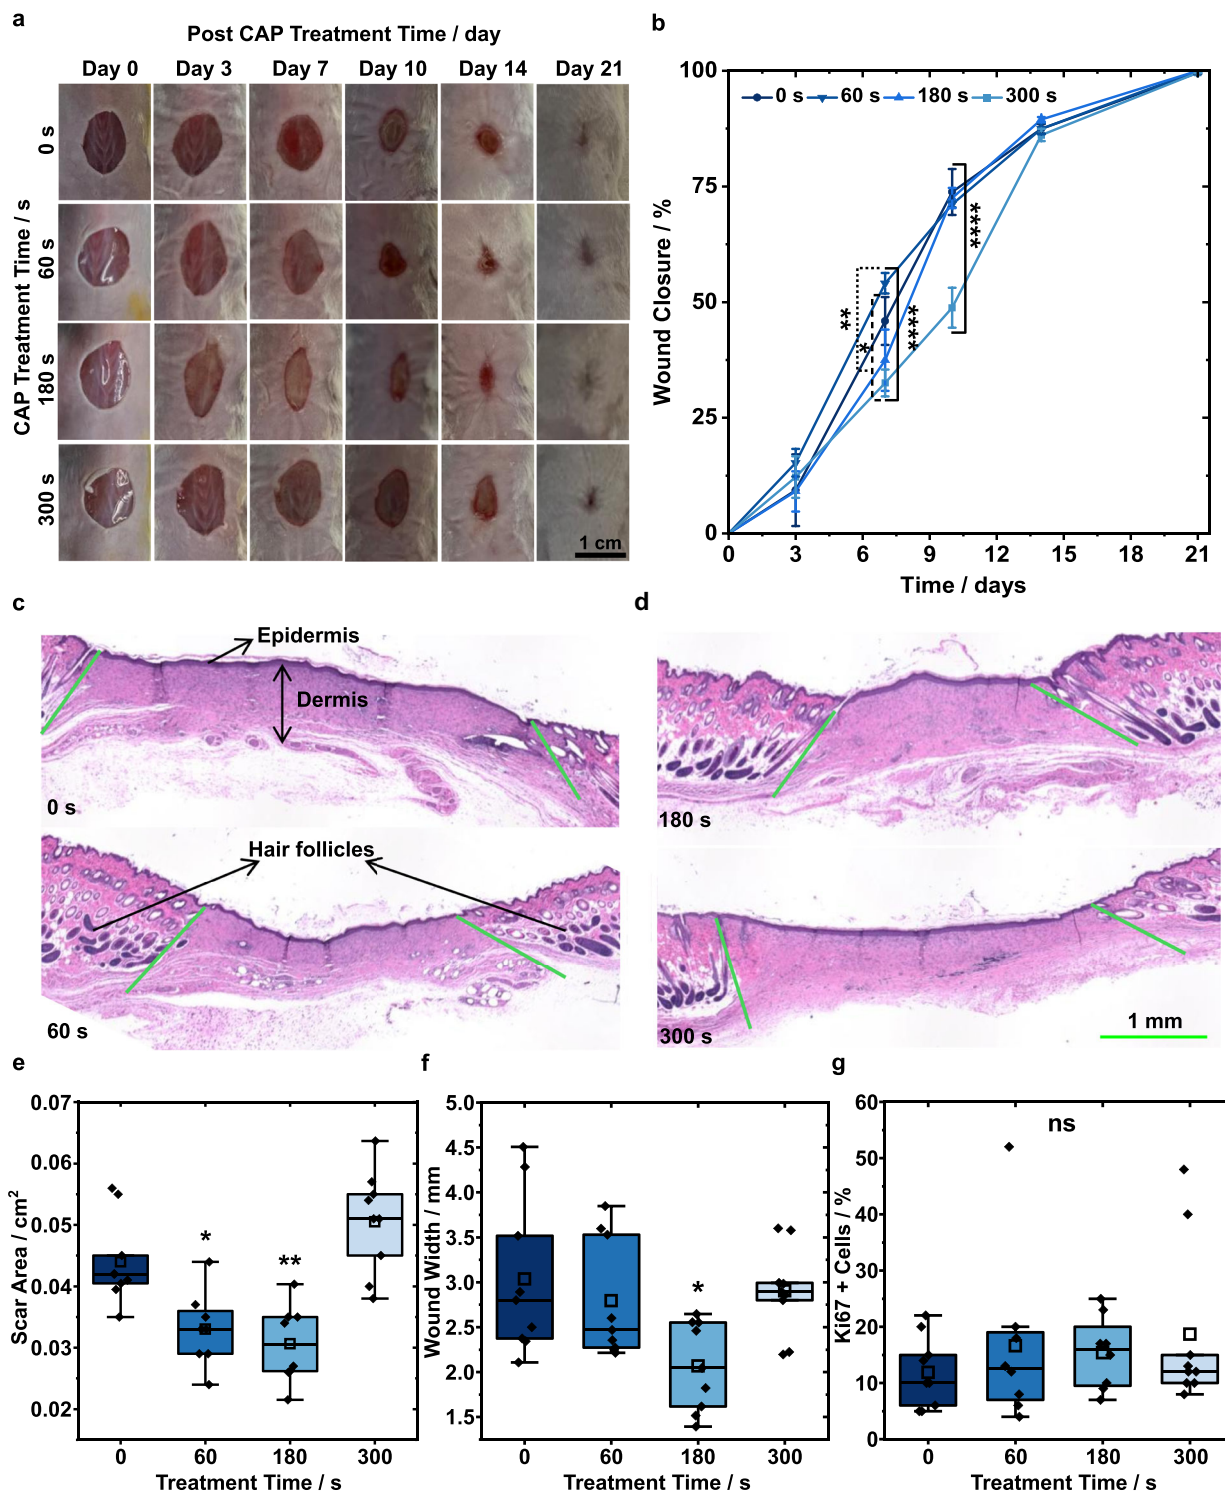 a
Post CAP Treatment Time / day
Day 0 Day 3 Day 7 Day 10 Day 14 Day 21
CAP Treatment Time / s
0 s
60 s
180 s
300 s
1 cm
b
100
75
50
25
0
Wound Closure / %
0 s 60 s 180 s 300 s
**
*
****
****
0 3 6 9 12 15 18 21
Time / days
c
Epidermis
Dermis
0 s
Hair follicles
60 s
d
180 s
300 s
1 mm
e
0.07
0.06
0.05
0.04
0.03
0.02
Scar Area / cm²
*
**
0 60 180 300
Treatment Time / s
f
5.0
4.5
4.0
3.5
3.0
2.5
2.0
1.5
Wound Width / mm
*
0 60 180 300
Treatment Time / s
g
60
50
40
30
20
10
0
Ki67 + Cells / %
ns
0 60 180 300
Treatment Time / s